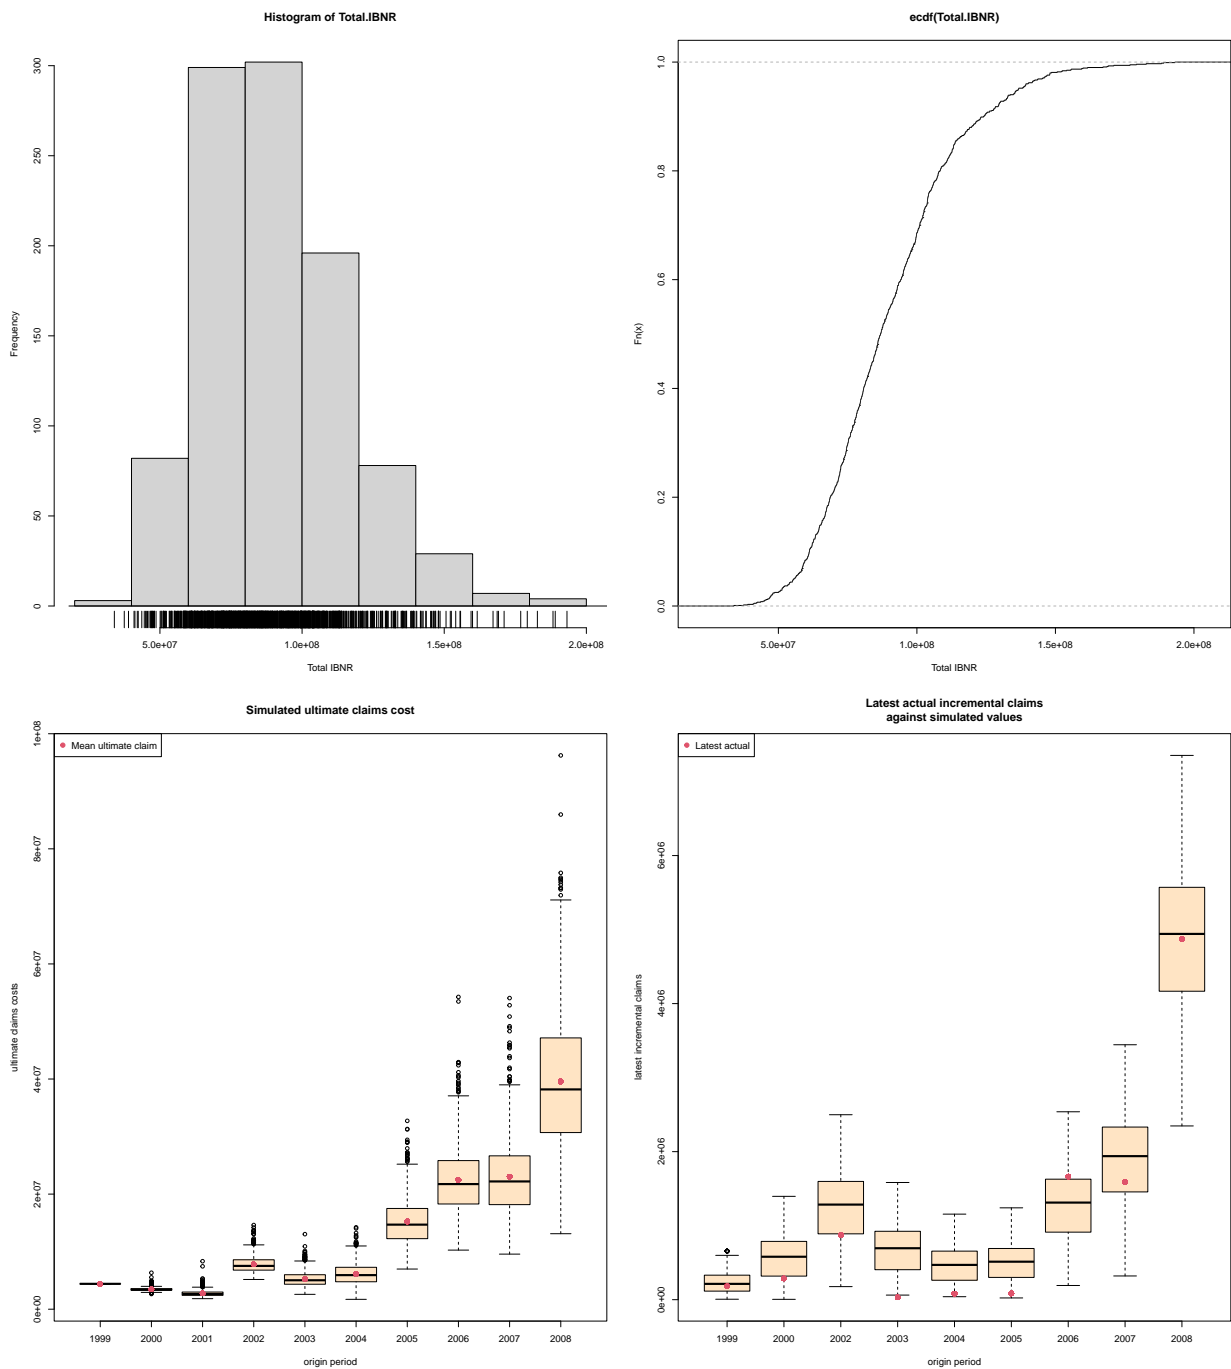 Histogram of Total.IBNR
Frequency
0
50
100
150
200
250
300
5.0e+07
1.0e+08
1.5e+08
2.0e+08
Total IBNR
ecdf(Total.IBNR)
Fn(x)
0.0
0.2
0.4
0.6
0.8
1.0
5.0e+07
1.0e+08
1.5e+08
2.0e+08
Total IBNR
Simulated ultimate claims cost
Mean ultimate claim
ultimate claims costs
0e+00
2e+07
4e+07
6e+07
8e+07
1e+08
1999
2000
2001
2002
2003
2004
2005
2006
2007
2008
origin period
Latest actual incremental claims
against simulated values
Latest actual
latest incremental claims
0e+00
2e+06
4e+06
6e+06
1999
2000
2002
2003
2004
2005
2006
2007
2008
origin period